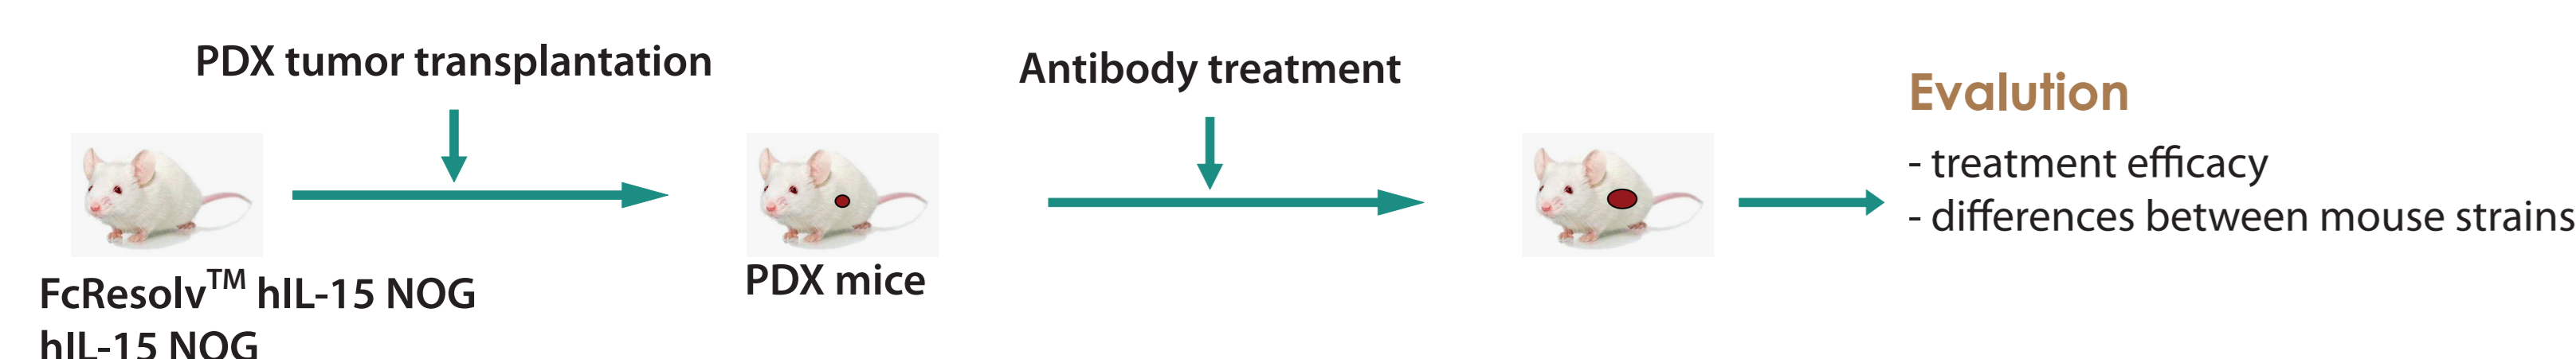 PDX tumor transplantation
Antibody treatment
Evalution
- treatment efficacy
- differences between mouse strains
FcResolv™ hIL-15 NOG
hIL-15 NOG
PDX mice